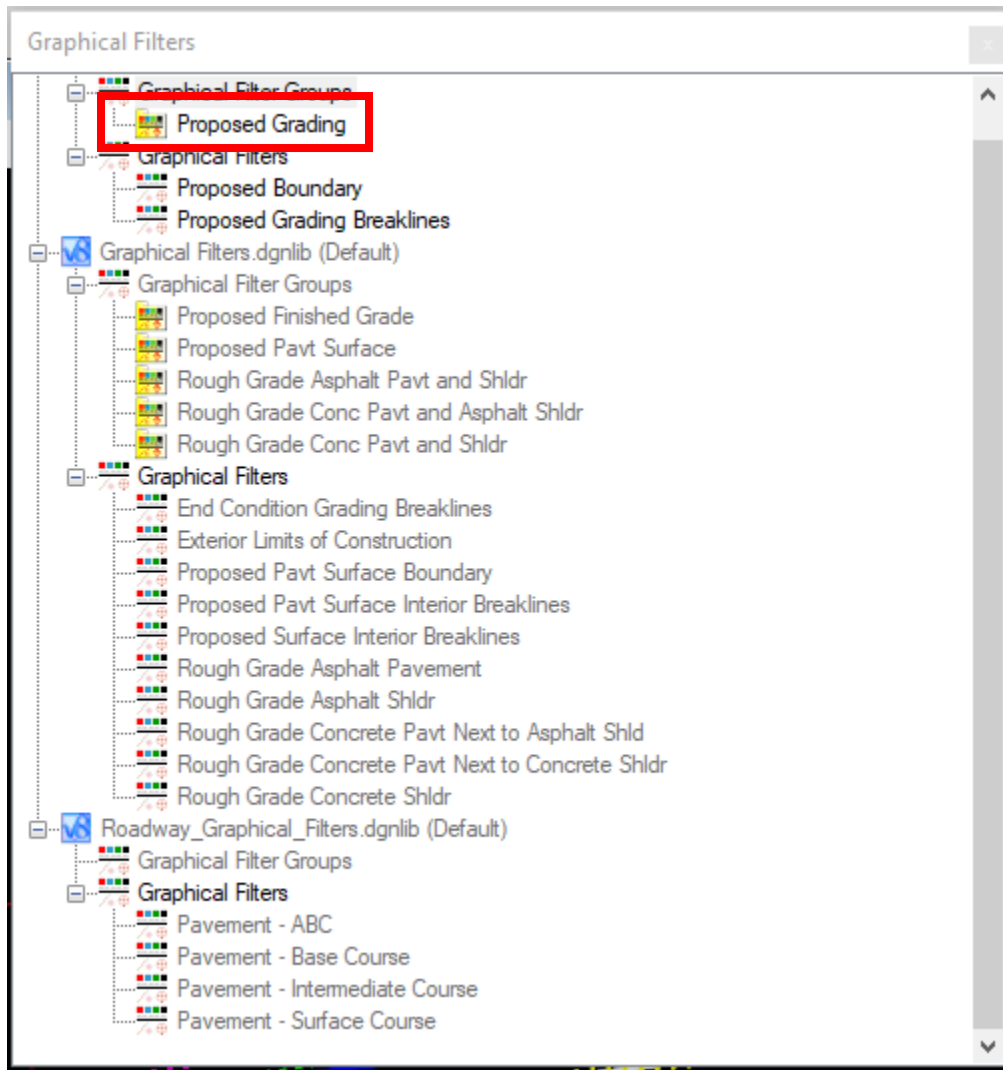 Graphical Filters
x
Graphical Filter Groups
Proposed Grading
Graphical Filters
Proposed Boundary
Proposed Grading Breaklines
Graphical Filters.dgnlib (Default)
Graphical Filter Groups
Proposed Finished Grade
Proposed Pavt Surface
Rough Grade Asphalt Pavt and Shldr
Rough Grade Conc Pavt and Asphalt Shldr
Rough Grade Conc Pavt and Shldr
Graphical Filters
End Condition Grading Breaklines
Exterior Limits of Construction
Proposed Pavt Surface Boundary
Proposed Pavt Surface Interior Breaklines
Proposed Surface Interior Breaklines
Rough Grade Asphalt Pavement
Rough Grade Asphalt Shldr
Rough Grade Concrete Pavt Next to Asphalt Shld
Rough Grade Concrete Pavt Next to Concrete Shldr
Rough Grade Concrete Shldr
Roadway_Graphical_Filters.dgnlib (Default)
Graphical Filter Groups
Graphical Filters
Pavement - ABC
Pavement - Base Course
Pavement - Intermediate Course
Pavement - Surface Course